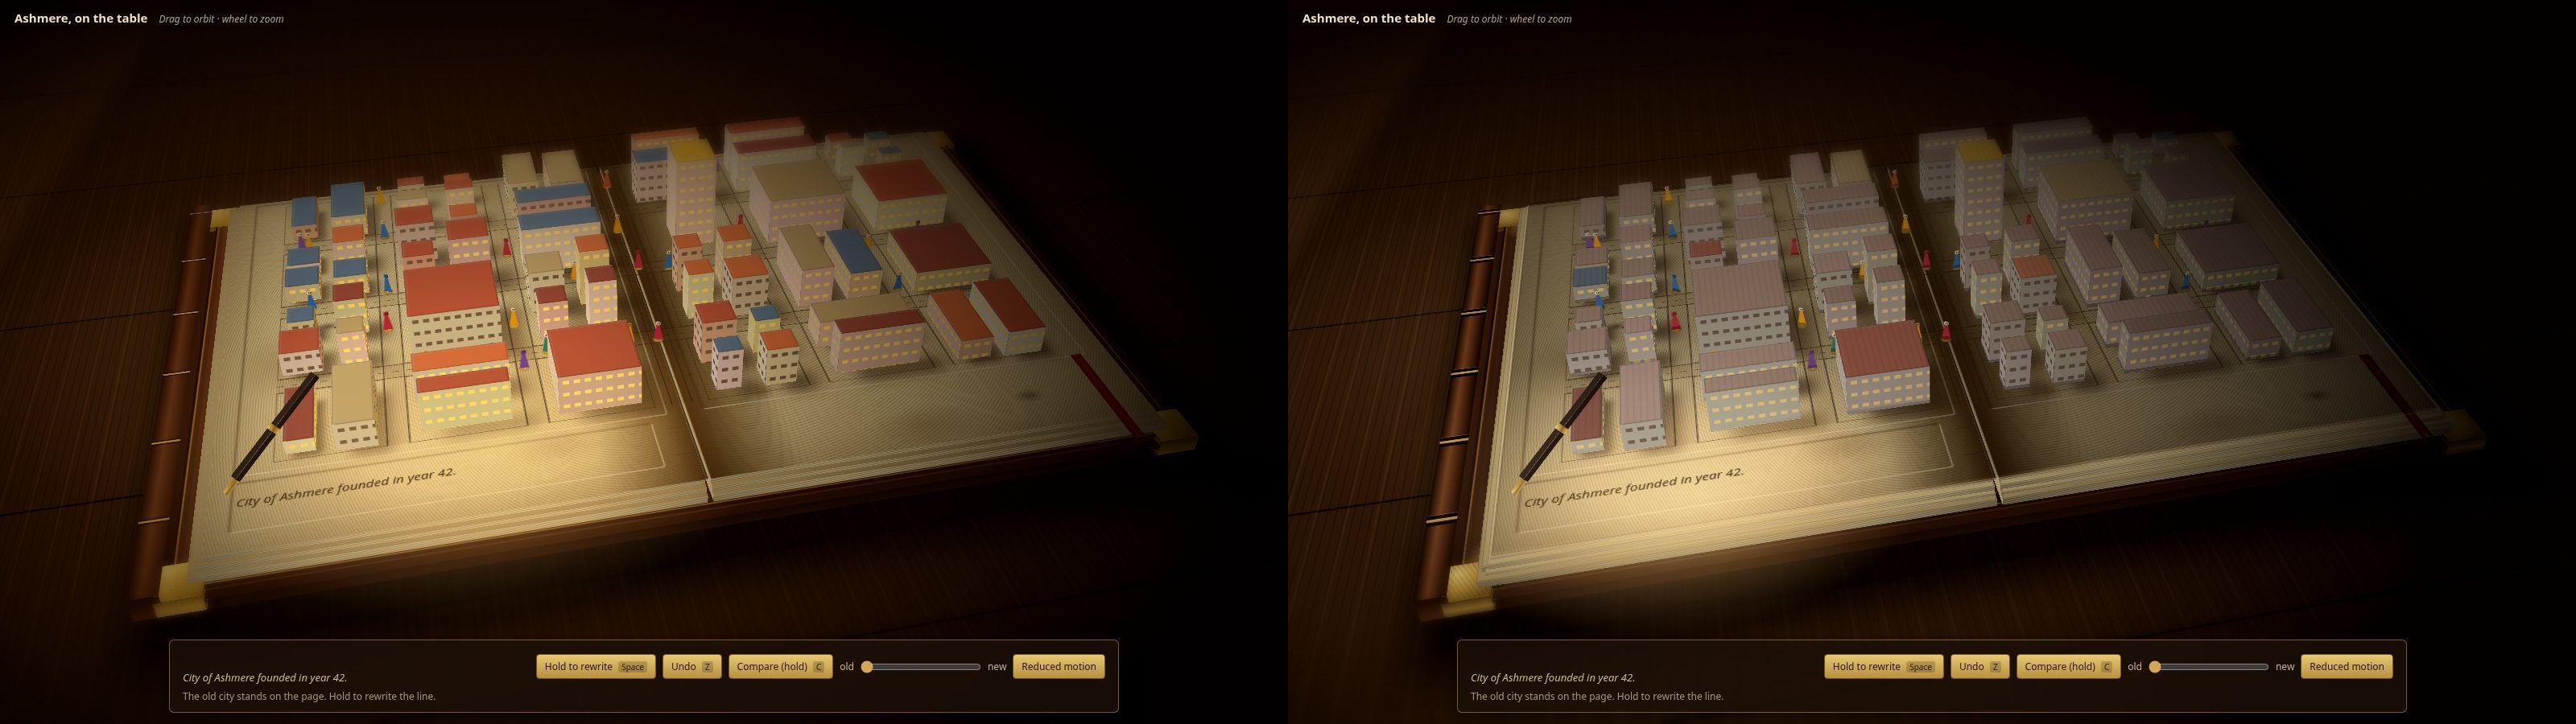 Ashmere, on the table Drag to orbit · wheel to zoom
City of Ashmere founded in year 42.
Hold to rewrite Space Undo Z Compare (hold) C old new Reduced motion
City of Ashmere founded in year 42.
The old city stands on the page. Hold to rewrite the line.
Ashmere, on the table Drag to orbit · wheel to zoom
City of Ashmere founded in year 42.
Hold to rewrite Space Undo Z Compare (hold) C old new Reduced motion
City of Ashmere founded in year 42.
The old city stands on the page. Hold to rewrite the line.